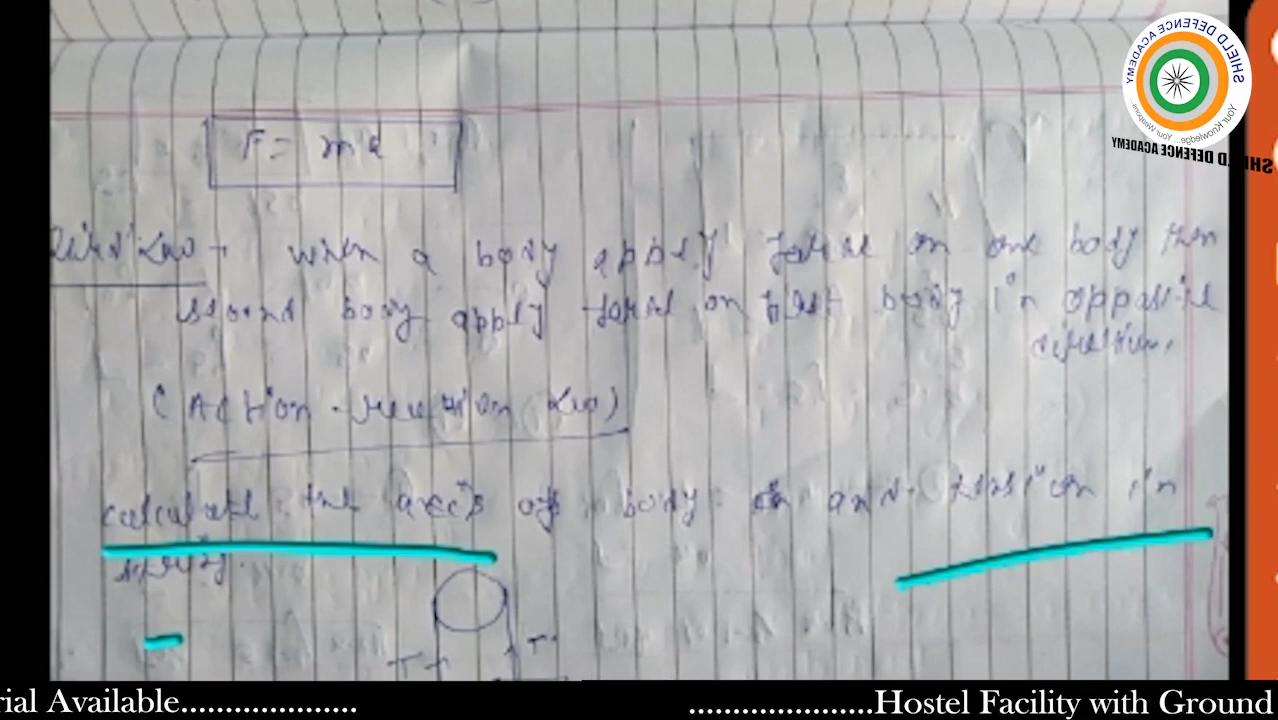 F = ma
Third Law → when a body apply force on one body then
second body apply force on first body in opposite
direction.
(Action-reaction Law)
calculate the accⁿ of body and tension in
string.
T↑ T
SHIELD DEFENCE ACADEMY
Your Knowledge... Your Weapons
SHIELD DEFENCE ACADEMY
rial Available.....................
......................Hostel Facility with Ground